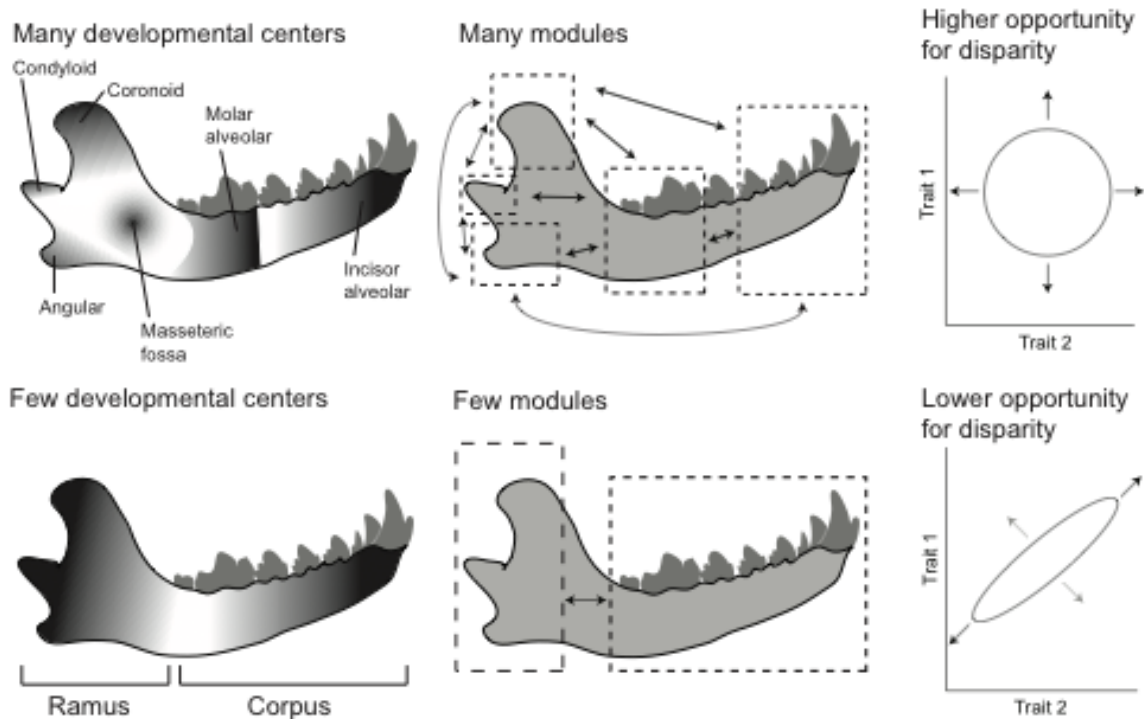 Many developmental centers
Condyloid
Coronoid
Molar
alveolar
Angular
Masseteric
fossa
Incisor
alveolar
Many modules
Higher opportunity
for disparity
Trait 1
Trait 2
Few developmental centers
Ramus
Corpus
Few modules
Lower opportunity
for disparity
Trait 1
Trait 2